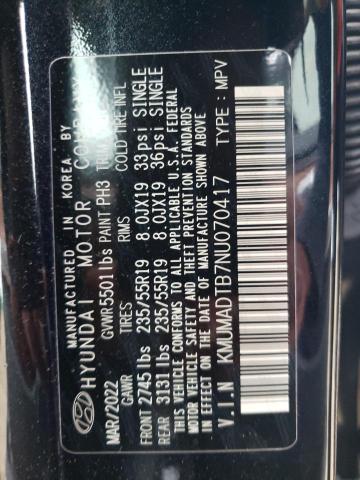 MANUFACTURED IN KOREA BY
HYUNDAI MOTOR COMPANY
MAR/2022 GVWR 5501 lbs PAINT PH3 TRIM
GAWR TIRES RIMS COLD TIRE INFL
FRONT 2745 lbs 235/55R19 8.0JX19 33psi SINGLE
REAR 3131 lbs 235/55R19 8.0JX19 36psi SINGLE
THIS VEHICLE CONFORMS TO ALL APPLICABLE U.S.A. FEDERAL
MOTOR VEHICLE SAFETY AND THEFT PREVENTION STANDARDS
IN EFFECT ON THE DATE OF MANUFACTURE SHOWN ABOVE
V.I.N KMUMADTB7NU070417 TYPE : MPV